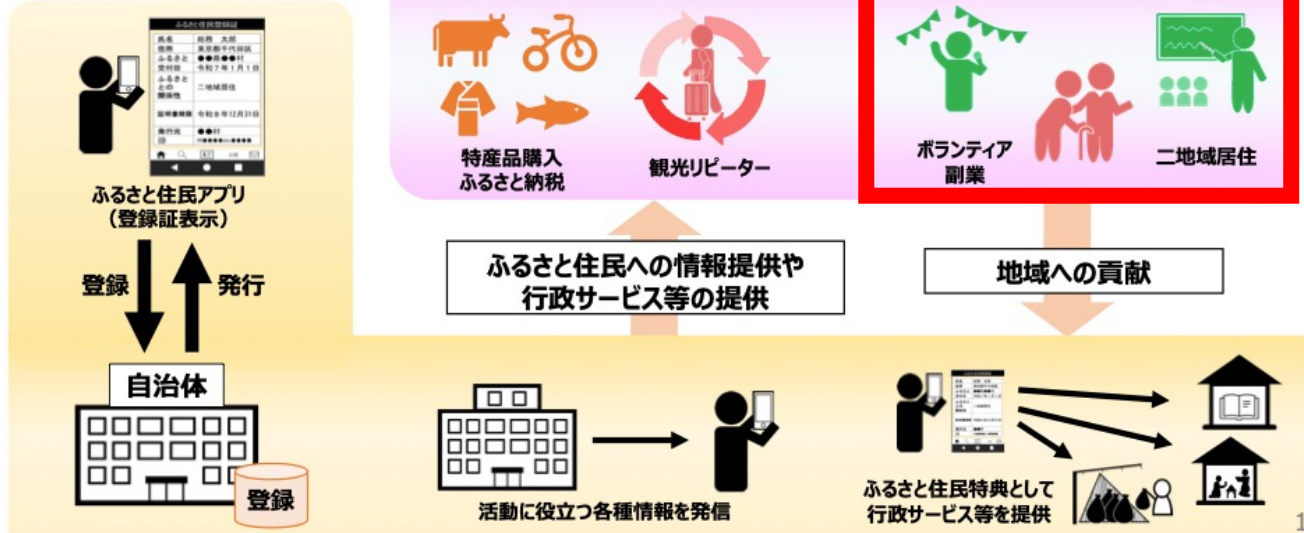 ふるさと住民登録証
氏名 総務 太郎
住所 東京都千代田区
ふるさと ●●県●●村
交付日 令和7年1月1日
ふるさと
との
関係性
二地域居住
証明書期限 令和8年12月31日
発行元 ●●村
ID
ふるさと住民アプリ
（登録証表示）
登録
発行
自治体
登録
特産品購入
ふるさと納税
観光リピーター
ボランティア
副業
二地域居住
ふるさと住民への情報提供や
行政サービス等の提供
地域への貢献
活動に役立つ各種情報を発信
ふるさと住民特典として
行政サービス等を提供
1